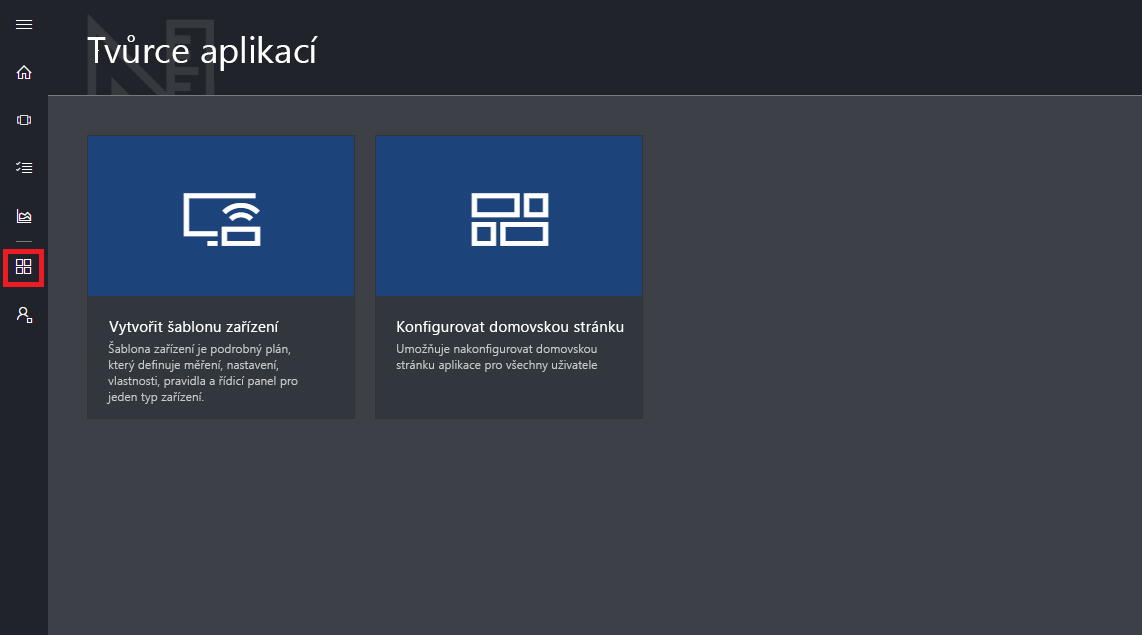 Tvůrce aplikací
Vytvořit šablonu zařízení
Šablona zařízení je podrobný plán,
který definuje měření, nastavení,
vlastnosti, pravidla a řídicí panel pro
jeden typ zařízení.
Konfigurovat domovskou stránku
Umožňuje nakonfigurovat domovskou
stránku aplikace pro všechny uživatele